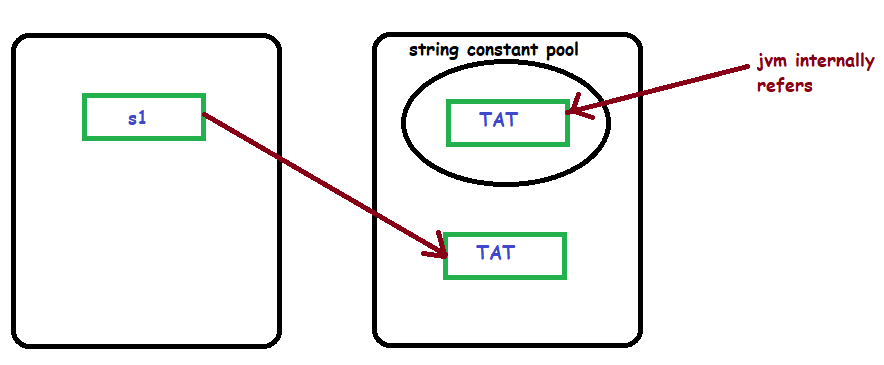 string constant pool
jvm internally
refers
s1
TAT
TAT